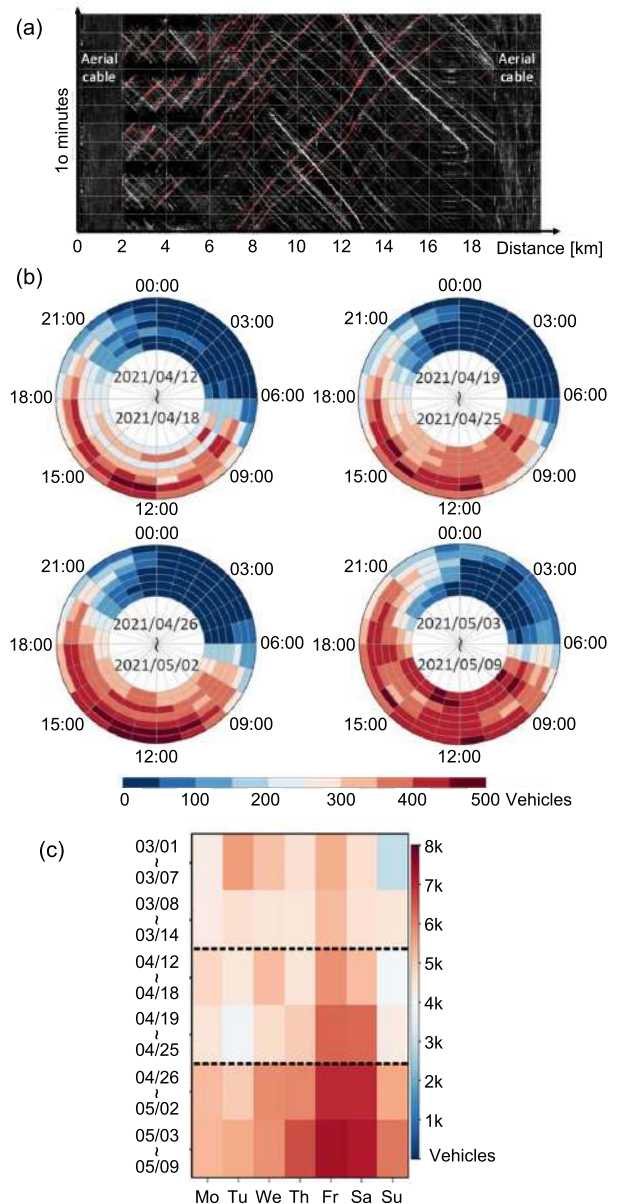 (a)
Aerial
cable
Aerial
cable
1o minutes
0 2 4 6 8 10 12 14 16 18 Distance [km]
(b)
00:00
21:00 03:00
2021/04/12
18:00 06:00
~
2021/04/18
15:00 09:00
12:00
00:00
21:00 03:00
2021/04/19
18:00 06:00
~
2021/04/25
15:00 09:00
12:00
00:00
21:00 03:00
2021/04/26
18:00 06:00
~
2021/05/02
15:00 09:00
12:00
00:00
21:00 03:00
2021/05/03
18:00 06:00
~
2021/05/09
15:00 09:00
12:00
0 100 200 300 400 500 Vehicles
(c)
03/01
~
03/07
03/08
~
03/14
04/12
~
04/18
04/19
~
04/25
04/26
~
05/02
05/03
~
05/09
Mo Tu We Th Fr Sa Su
8k
7k
6k
5k
4k
3k
2k
1k
Vehicles